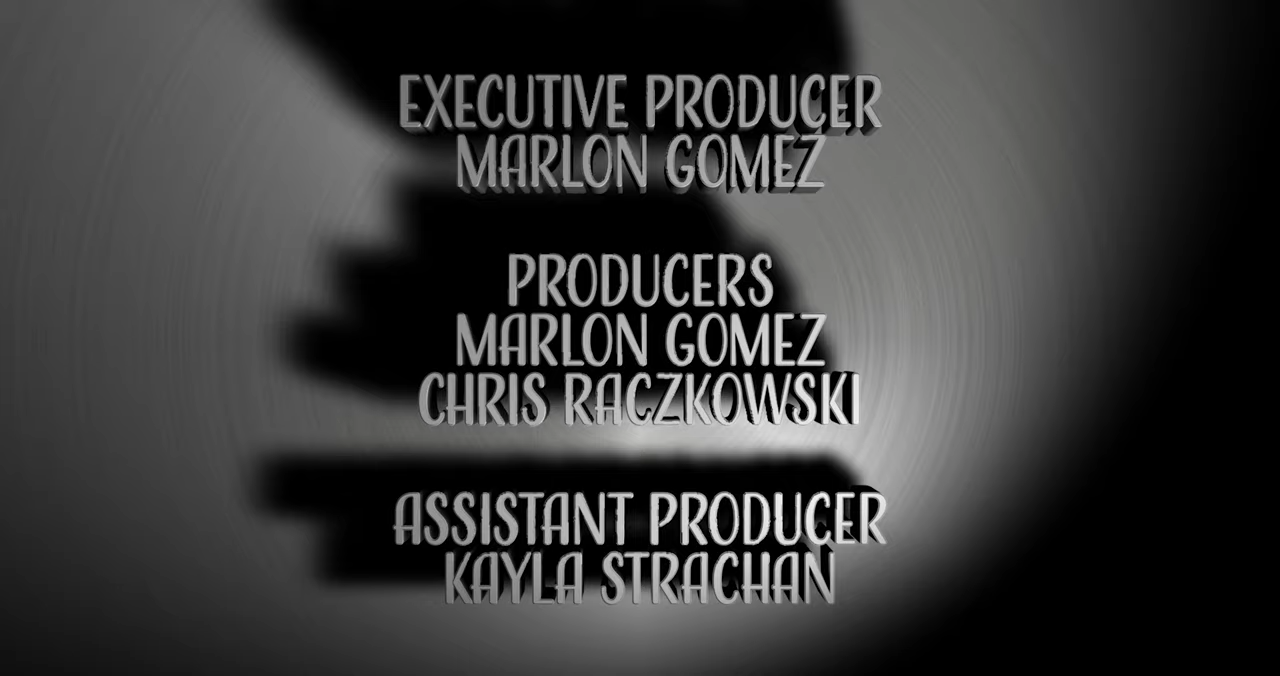 EXECUTIVE PRODUCER
MARLON GOMEZ
PRODUCERS
MARLON GOMEZ
CHRIS RACZKOWSKI
ASSISTANT PRODUCER
KAYLA STRACHAN